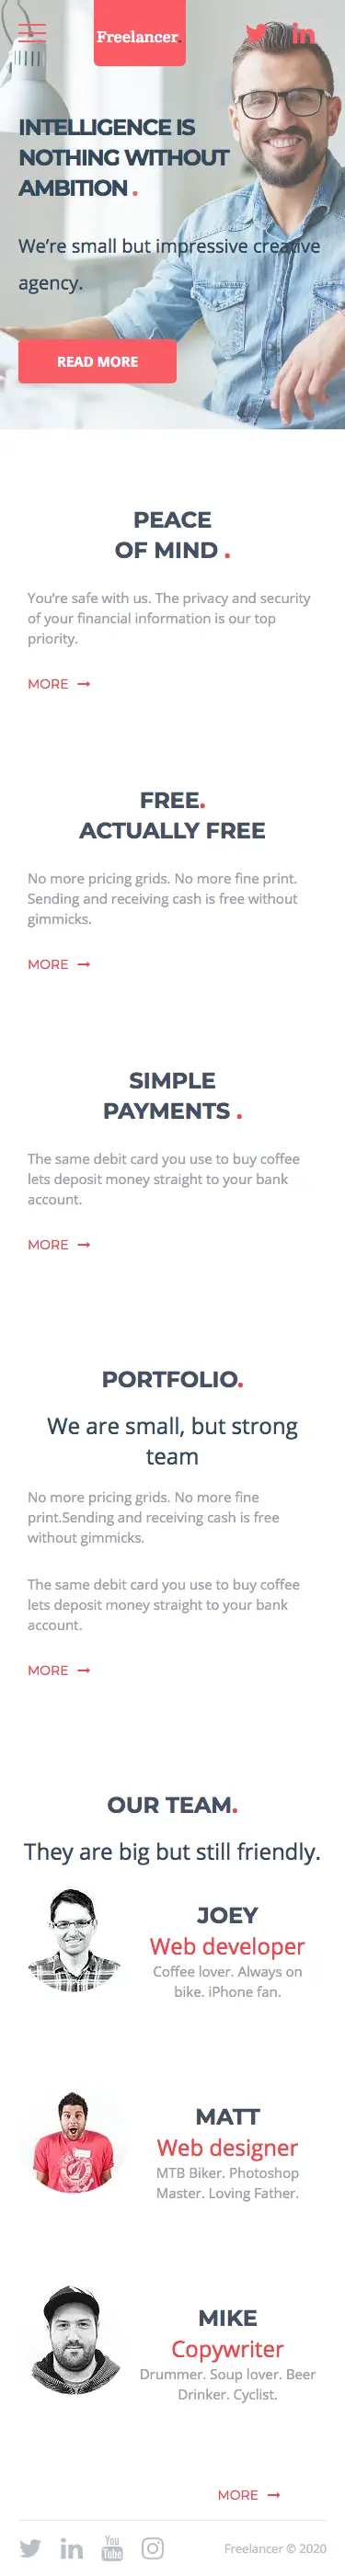 Freelancer.
INTELLIGENCE IS
NOTHING WITHOUT
AMBITION .
We're small but impressive creative
agency.
READ MORE
PEACE
OF MIND .
You're safe with us. The privacy and security
of your financial information is our top
priority.
MORE
FREE.
ACTUALLY FREE
No more pricing grids. No more fine print.
Sending and receiving cash is free without
gimmicks.
MORE
SIMPLE
PAYMENTS .
The same debit card you use to buy coffee
lets deposit money straight to your bank
account.
MORE
PORTFOLIO.
We are small, but strong
team
No more pricing grids. No more fine
print.Sending and receiving cash is free
without gimmicks.
The same debit card you use to buy coffee
lets deposit money straight to your bank
account.
MORE
OUR TEAM.
They are big but still friendly.
JOEY
Web developer
Coffee lover. Always on
bike. iPhone fan.
MATT
Web designer
MTB Biker. Photoshop
Master. Loving Father.
MIKE
Copywriter
Drummer. Soup lover. Beer
Drinker. Cyclist.
MORE
Freelancer © 2020